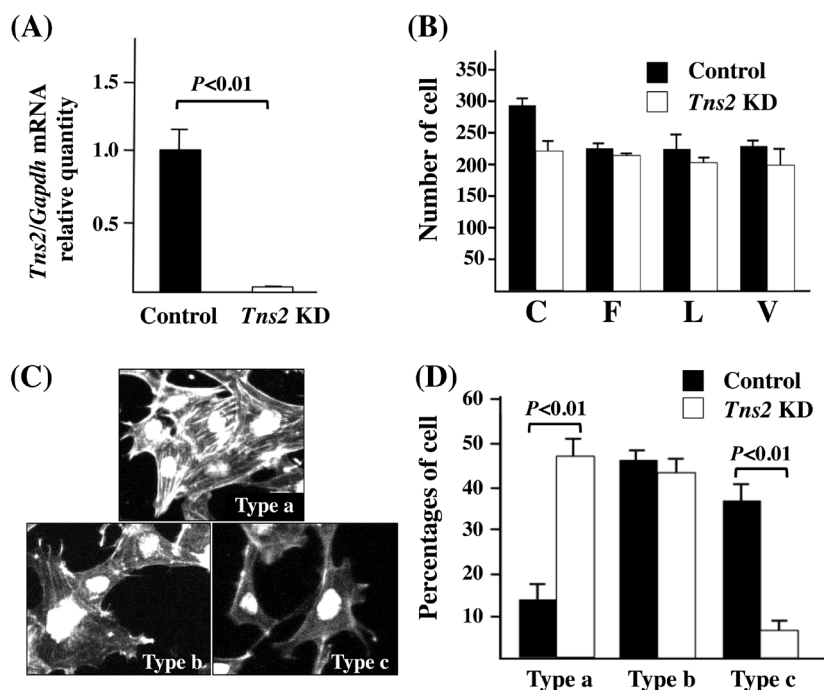 (A)
Tns2/Gapdh mRNA
relative quantity
1.5
1.0
0.5
P<0.01
Control
Tns2 KD
(B)
Number of cell
350
300
250
200
150
100
50
Control
Tns2 KD
C
F
L
V
(C)
Type a
Type b
Type c
(D)
Percentages of cell
60
50
40
30
20
10
Control
Tns2 KD
P<0.01
P<0.01
Type a
Type b
Type c